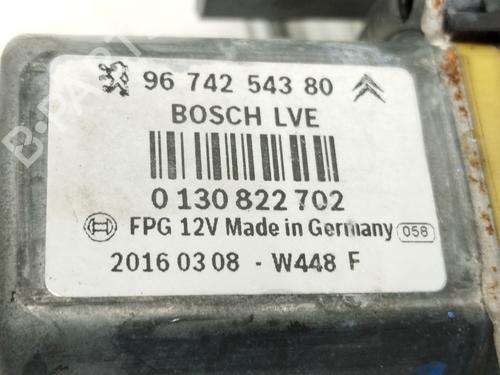 96 742 543 80
BOSCH LVE
0 130 822 702
FPG 12V Made in Germany 058
2016 03 08 - W448 F
B-PARTS